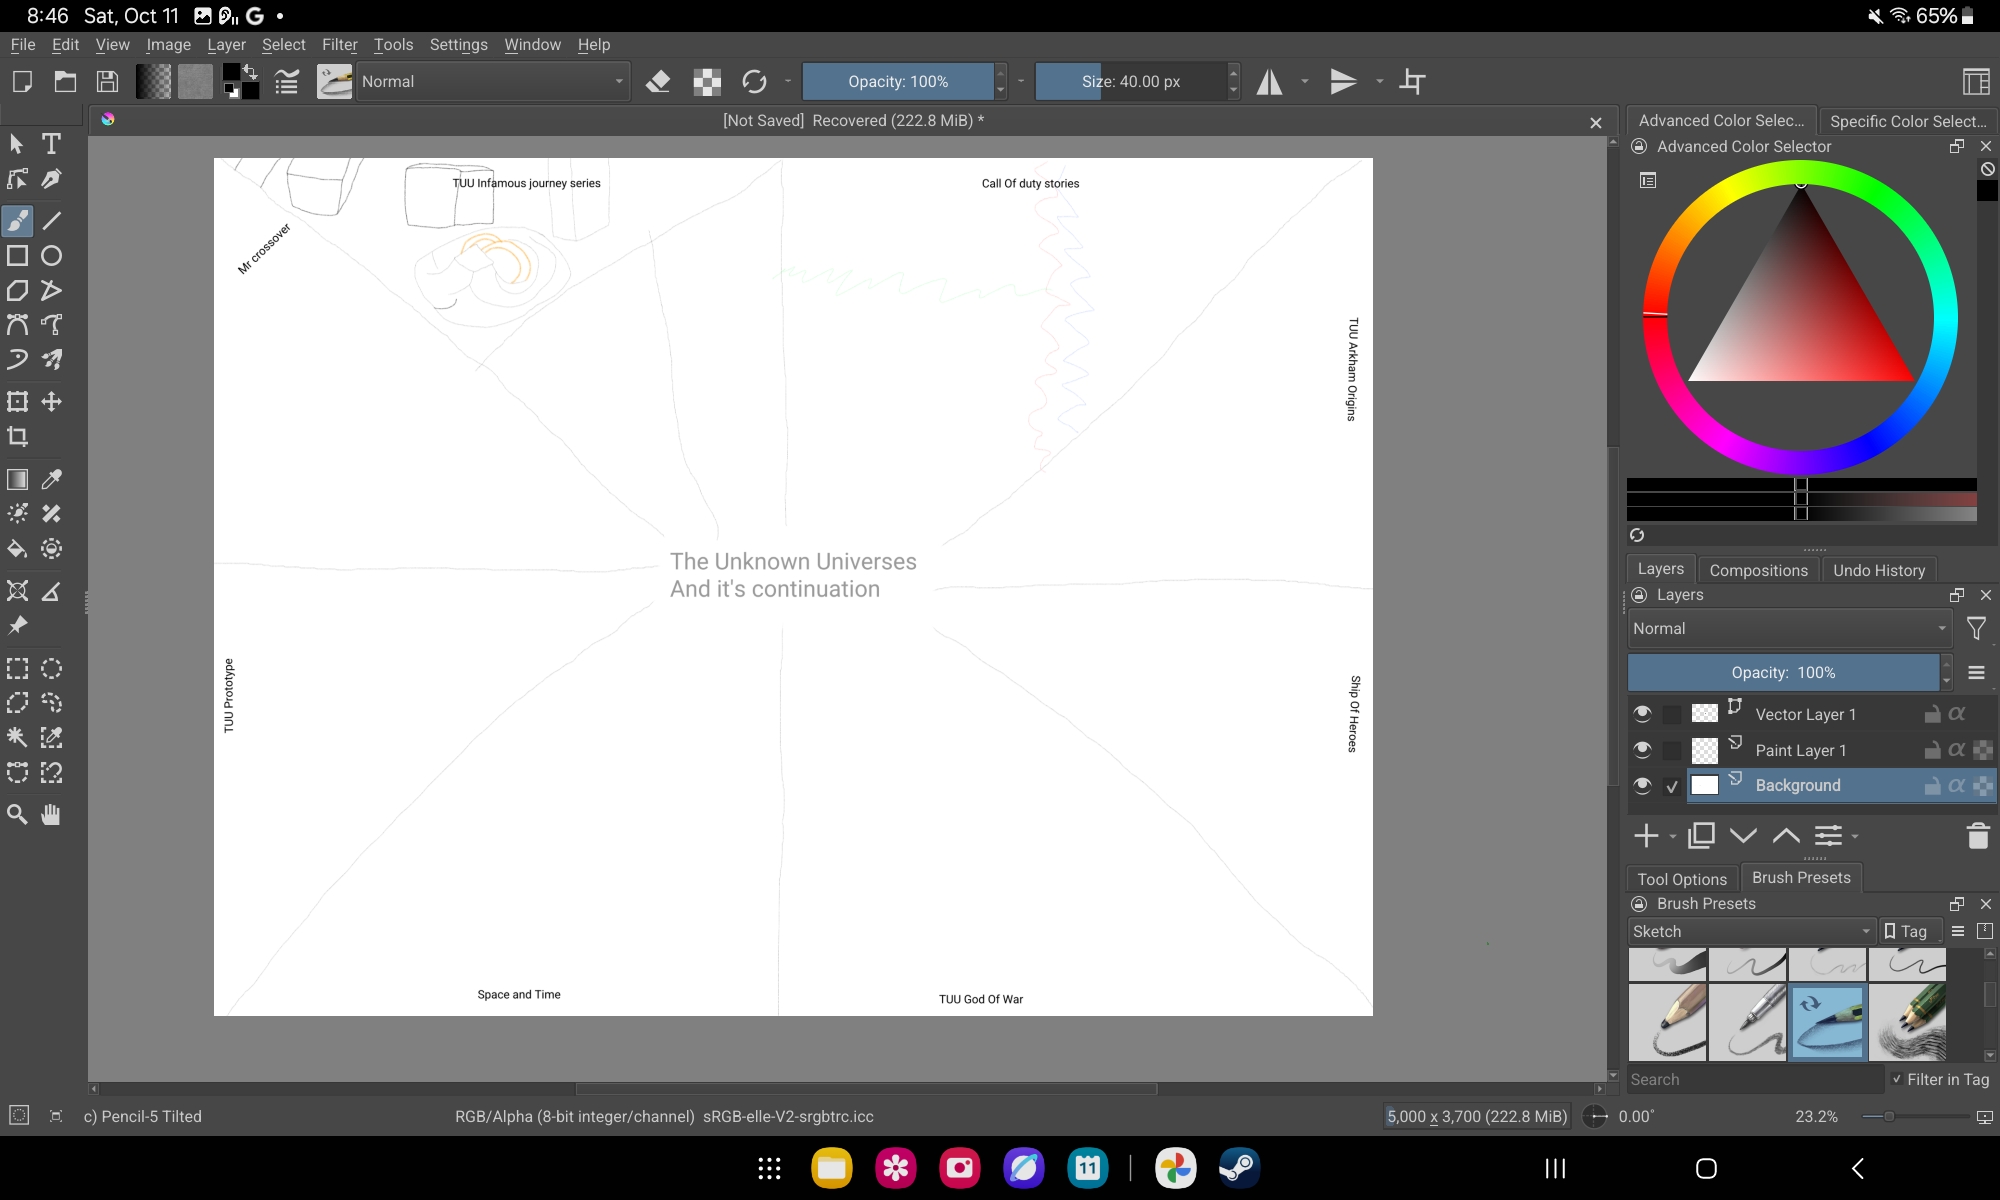 8:46 Sat, Oct 11 65%
File Edit View Image Layer Select Filter Tools Settings Window Help
Normal Opacity: 100% Size: 40.00 px
[Not Saved] Recovered (222.8 MiB) *
Advanced Color Selec... Specific Color Select...
Advanced Color Selector
TUU Infamous journey series
Call Of duty stories
Mr crossover
TUU Arkham Origins
The Unknown Universes
And it's continuation
TUU Prototype
Ship Of Heroes
Space and Time
TUU God Of War
Layers Compositions Undo History
Layers
Normal
Opacity: 100%
Vector Layer 1
Paint Layer 1
Background
Tool Options Brush Presets
Brush Presets
Sketch Tag
Search Filter in Tag
c) Pencil-5 Tilted RGB/Alpha (8-bit integer/channel) sRGB-elle-V2-srgbtrc.icc 5,000 x 3,700 (222.8 MiB) 0.00° 23.2%
11